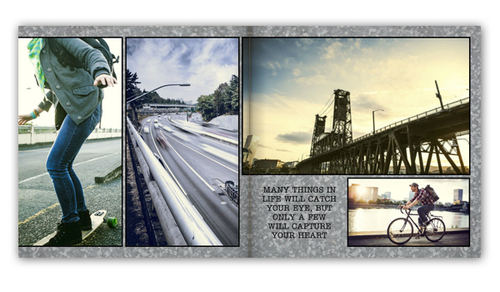 MANY THINGS IN
LIFE WILL CATCH
YOUR EYE, BUT
ONLY A FEW
WILL CAPTURE
YOUR HEART